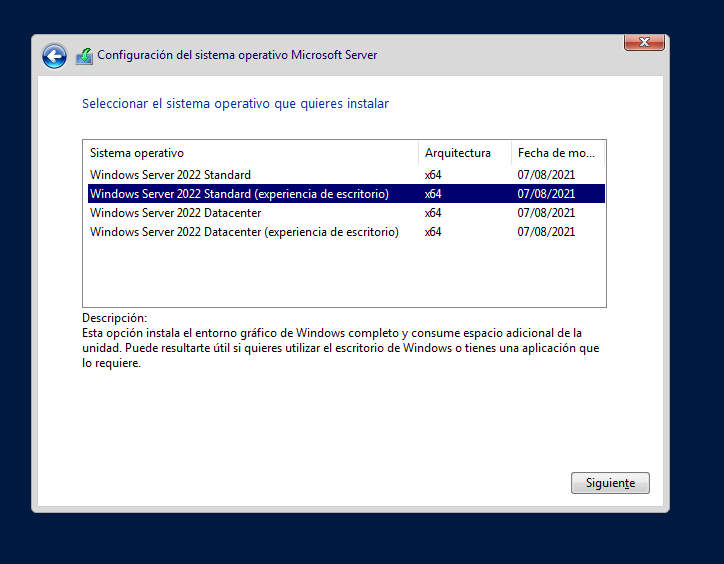 Configuración del sistema operativo Microsoft Server
Seleccionar el sistema operativo que quieres instalar
Sistema operativo Arquitectura Fecha de mo...
Windows Server 2022 Standard x64 07/08/2021
Windows Server 2022 Standard (experiencia de escritorio) x64 07/08/2021
Windows Server 2022 Datacenter x64 07/08/2021
Windows Server 2022 Datacenter (experiencia de escritorio) x64 07/08/2021
Descripción:
Esta opción instala el entorno gráfico de Windows completo y consume espacio adicional de la
unidad. Puede resultarte útil si quieres utilizar el escritorio de Windows o tienes una aplicación que
lo requiere.
Siguiente